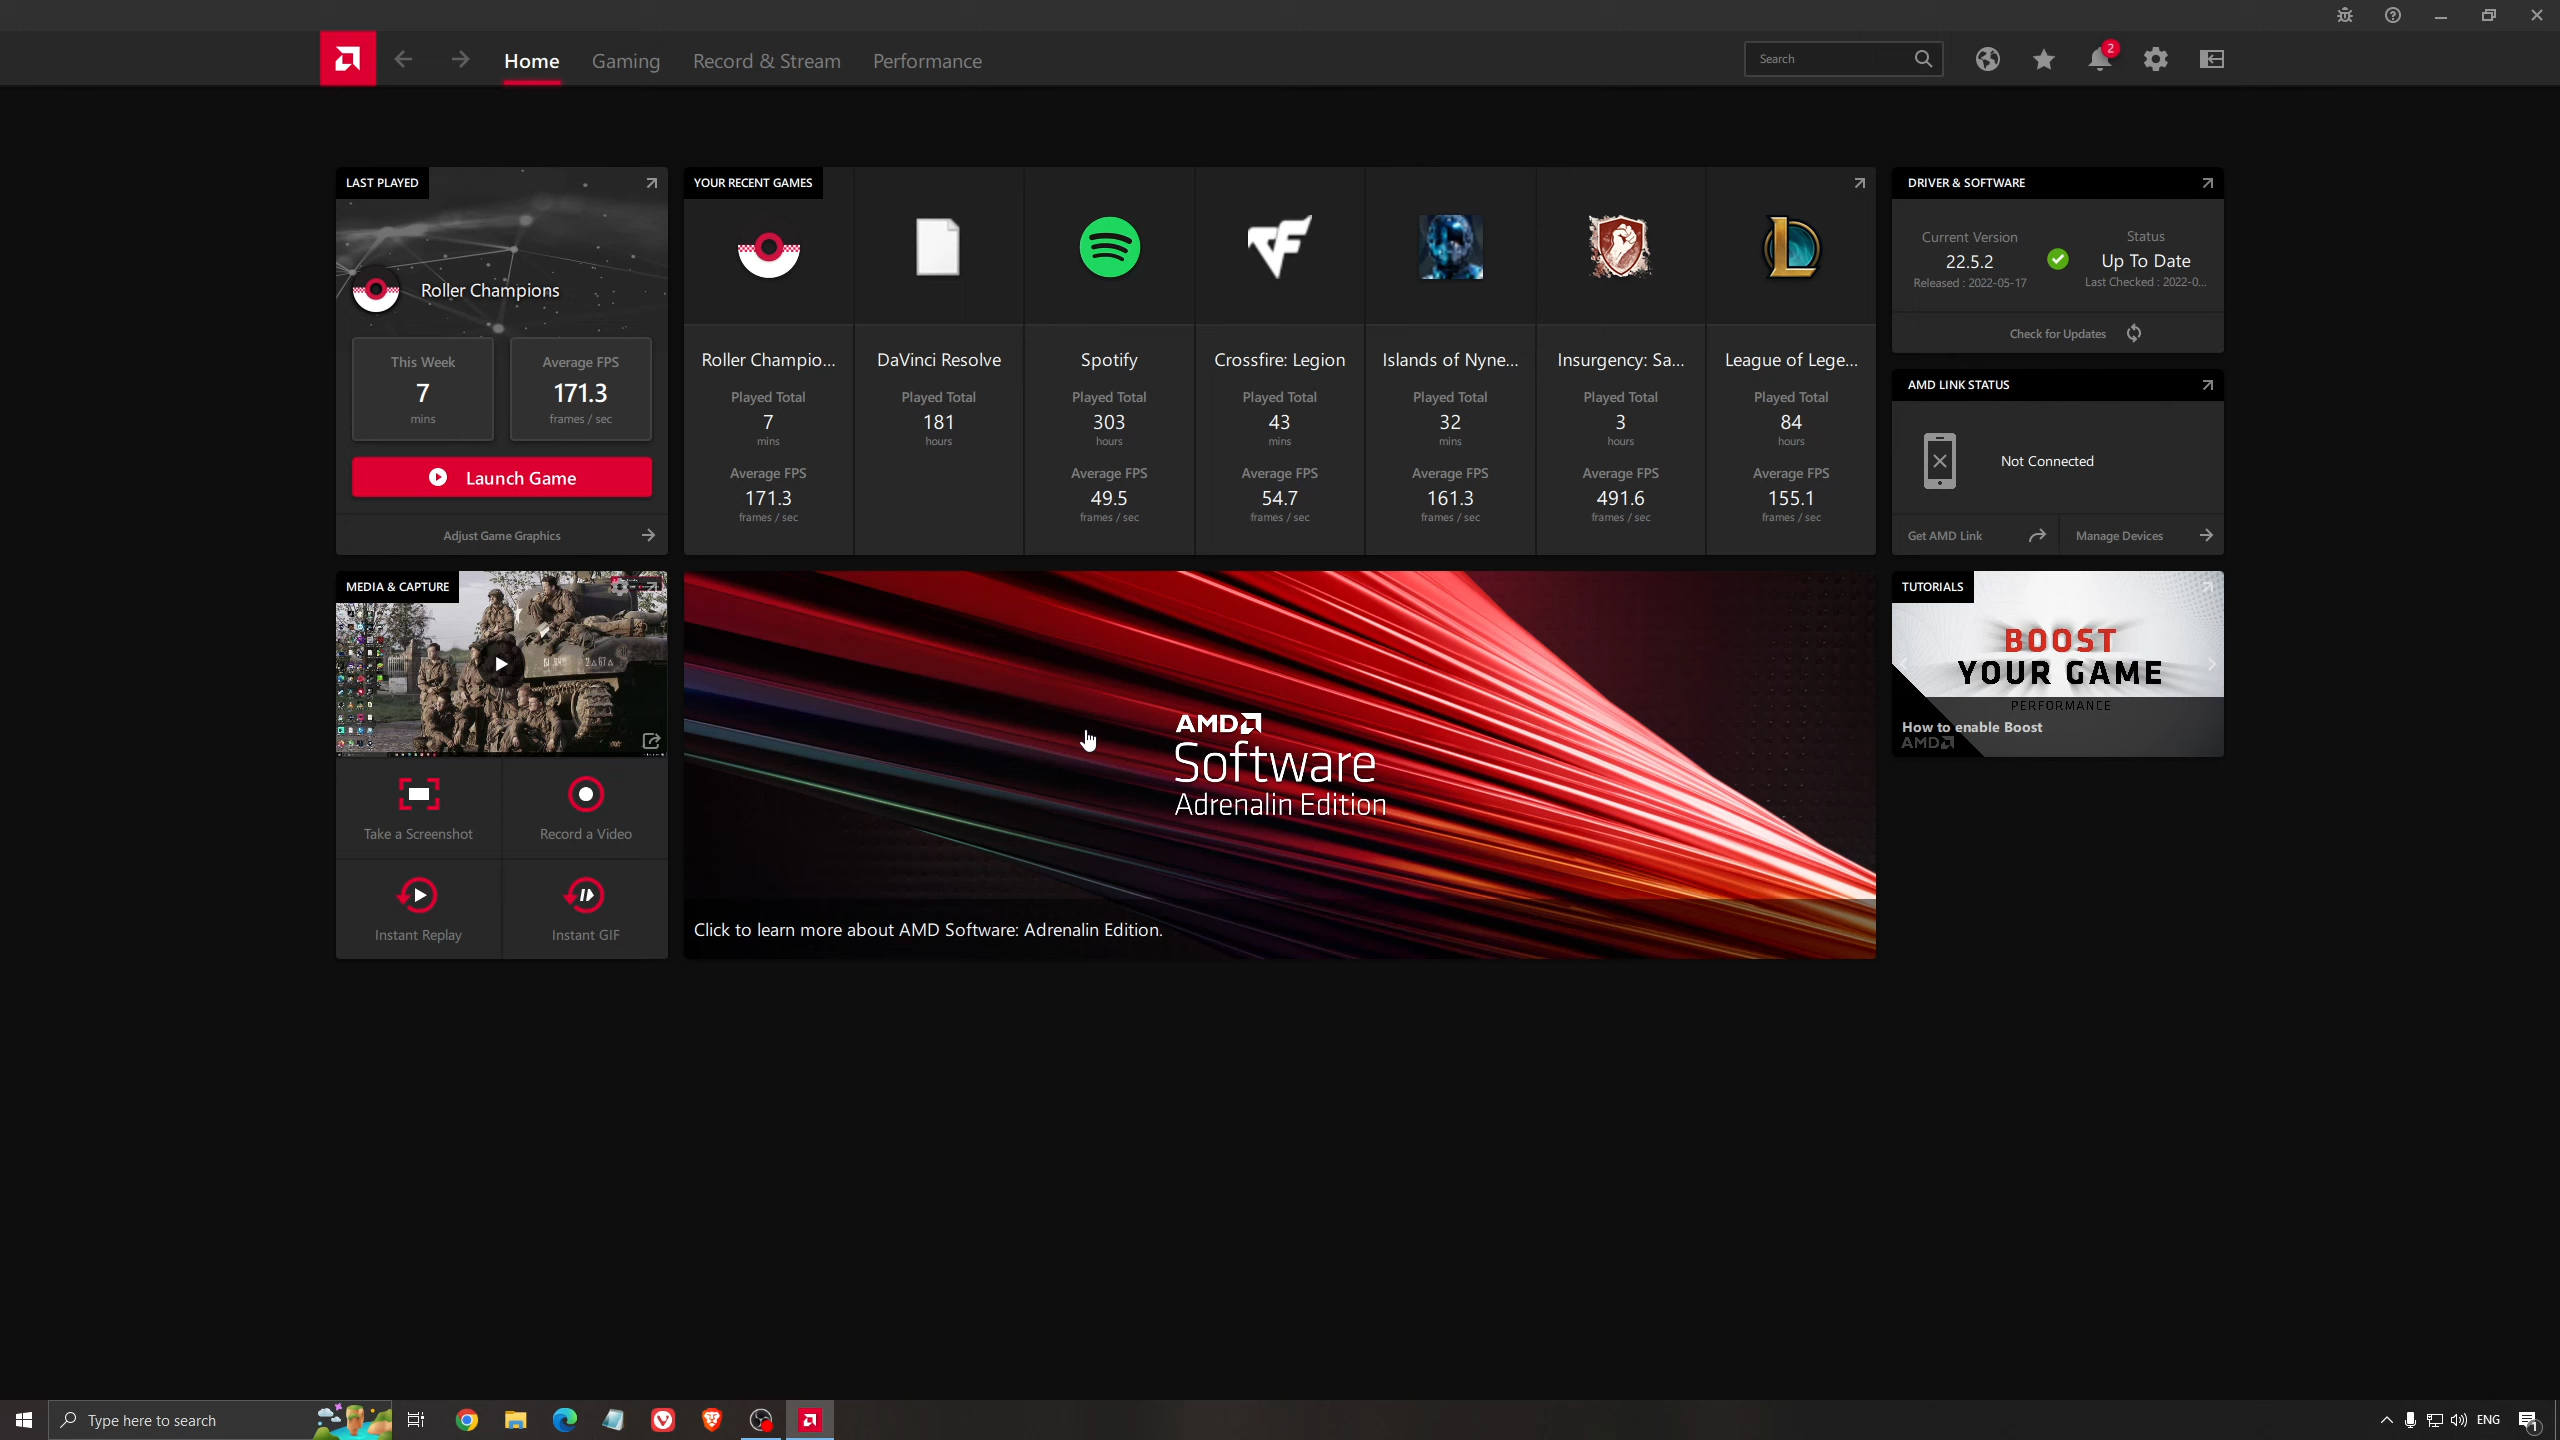 Home
Gaming
Record & Stream
Performance
Search
2
LAST PLAYED
Roller Champions
This Week
7
mins
Average FPS
171.3
frames / sec
Launch Game
Adjust Game Graphics
YOUR RECENT GAMES
Roller Champio...
Played Total
7
mins
Average FPS
171.3
frames / sec
DaVinci Resolve
Played Total
181
hours
Spotify
Played Total
303
hours
Average FPS
49.5
frames / sec
Crossfire: Legion
Played Total
43
mins
Average FPS
54.7
frames / sec
Islands of Nyne...
Played Total
32
mins
Average FPS
161.3
frames / sec
Insurgency: Sa...
Played Total
3
hours
Average FPS
491.6
frames / sec
League of Lege...
Played Total
84
hours
Average FPS
155.1
frames / sec
DRIVER & SOFTWARE
Current Version
22.5.2
Released : 2022-05-17
Status
Up To Date
Last Checked : 2022-0...
Check for Updates
AMD LINK STATUS
Not Connected
Get AMD Link
Manage Devices
MEDIA & CAPTURE
Take a Screenshot
Record a Video
Instant Replay
Instant GIF
AMD
Software
Adrenalin Edition
Click to learn more about AMD Software: Adrenalin Edition.
TUTORIALS
BOOST
YOUR GAME
PERFORMANCE
How to enable Boost
AMD
Type here to search
ENG
1